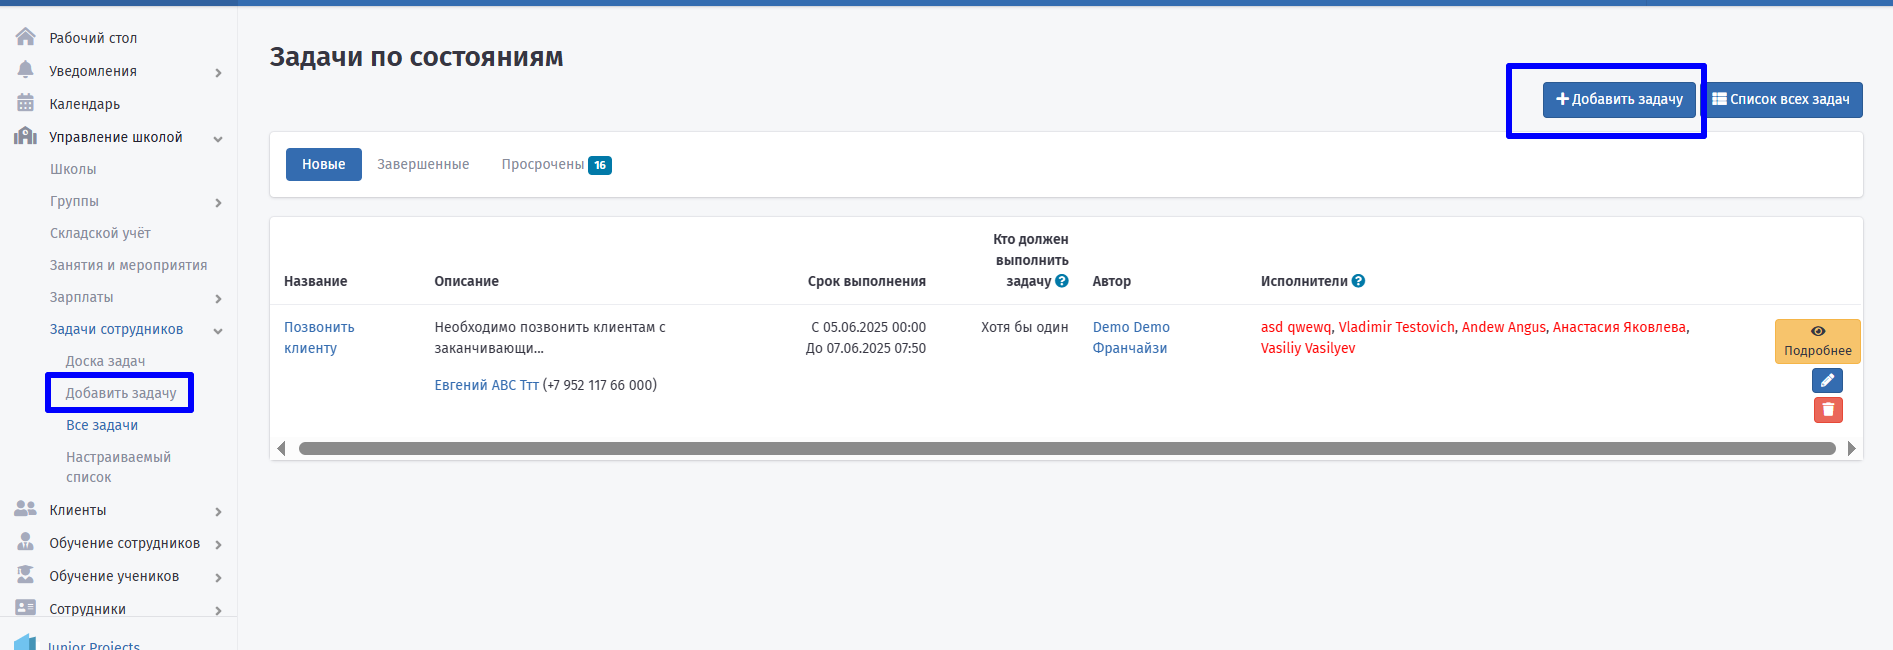 Рабочий стол
Уведомления
Календарь
Управление школой
Школы
Группы
Складской учёт
Занятия и мероприятия
Зарплаты
Задачи сотрудников
Доска задач
Добавить задачу
Все задачи
Настраиваемый
список
Клиенты
Обучение сотрудников
Обучение учеников
Сотрудники
Junior Projects
Задачи по состояниям
Добавить задачу
Список всех задач
Новые Завершенные Просрочены 16
Название Описание Срок выполнения Кто должен
выполнить
задачу ? Автор Исполнители ?
Позвонить
клиенту
Необходимо позвонить клиентам с
заканчивающи...
Евгений АВС Ттт (+7 952 117 66 000)
С 05.06.2025 00:00
До 07.06.2025 07:50
Хотя бы один
Demo Demo
Франчайзи
asd qwewq, Vladimir Testovich, Andew Angus, Анастасия Яковлева,
Vasiliy Vasilyev
Подробнее